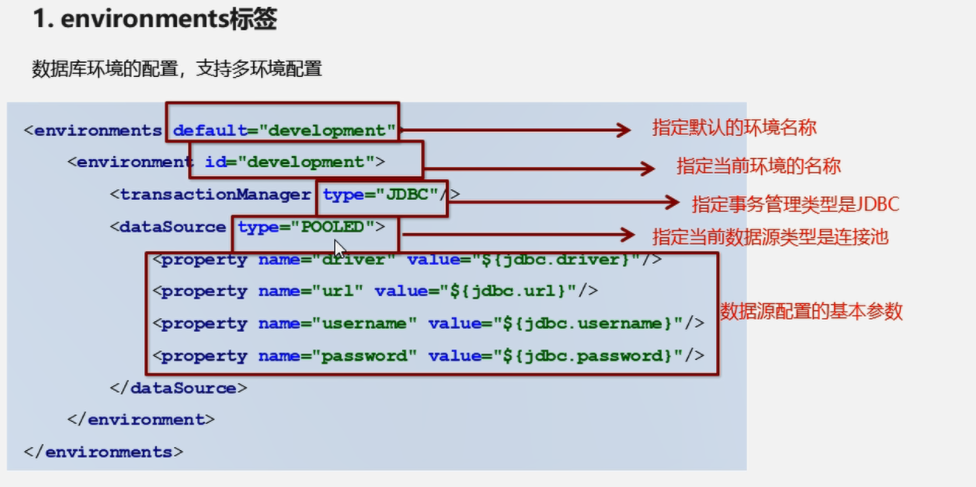 1. environments标签
数据库环境的配置，支持多环境配置
<environments default="development"
指定默认的环境名称
<environment id="development">
指定当前环境的名称
<transactionManager type="JDBC"/>
指定事务管理类型是JDBC
<dataSource type="POOLED">
指定当前数据源类型是连接池
<property name="driver" value="${jdbc.driver}"/>
<property name="url" value="${jdbc.url}"/>
<property name="username" value="${jdbc.username}"/>
数据源配置的基本参数
<property name="password" value="${jdbc.password}"/>
</dataSource>
</environment>
</environments>